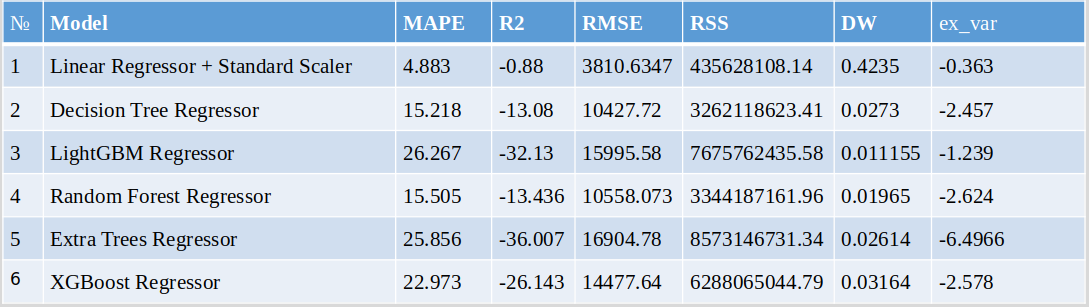 № Model MAPE R2 RMSE RSS DW ex_var
1 Linear Regressor + Standard Scaler 4.883 -0.88 3810.6347 435628108.14 0.4235 -0.363
2 Decision Tree Regressor 15.218 -13.08 10427.72 3262118623.41 0.0273 -2.457
3 LightGBM Regressor 26.267 -32.13 15995.58 7675762435.58 0.011155 -1.239
4 Random Forest Regressor 15.505 -13.436 10558.073 3344187161.96 0.01965 -2.624
5 Extra Trees Regressor 25.856 -36.007 16904.78 8573146731.34 0.02614 -6.4966
6 XGBoost Regressor 22.973 -26.143 14477.64 6288065044.79 0.03164 -2.578